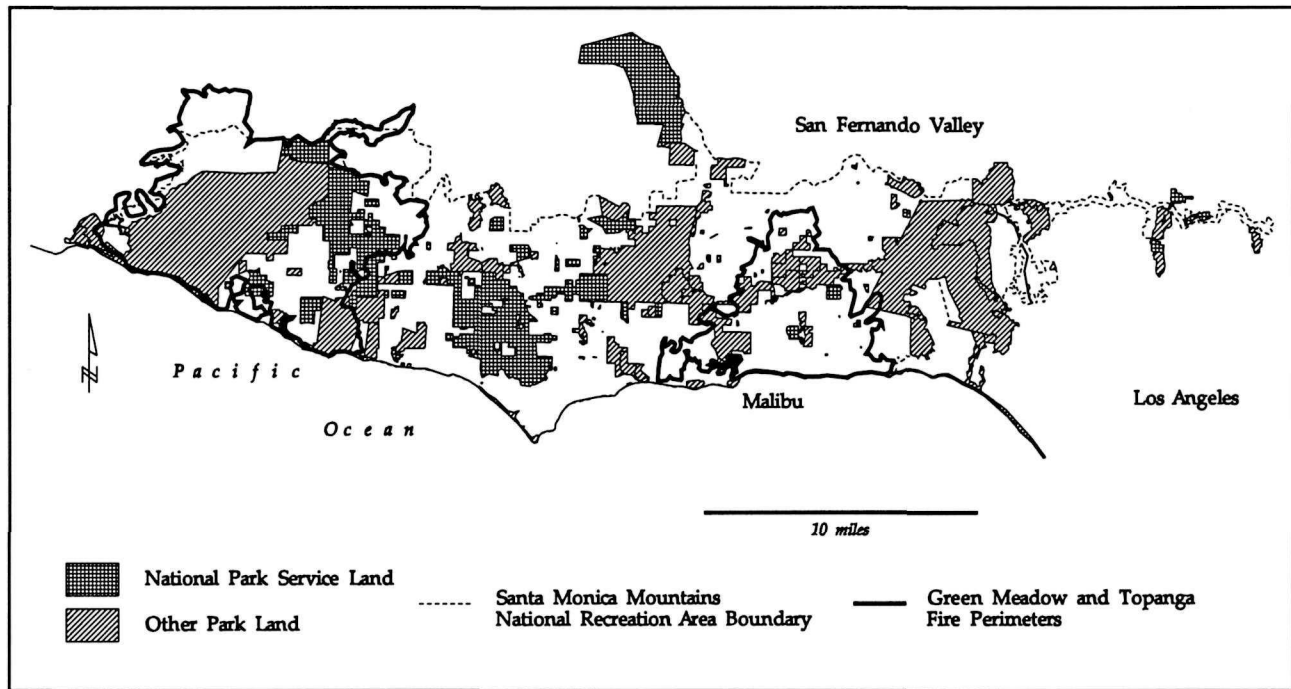 San Fernando Valley
Pacific
Ocean
Malibu
Los Angeles
10 miles
National Park Service Land
Other Park Land
Santa Monica Mountains
National Recreation Area Boundary
Green Meadow and Topanga
Fire Perimeters
N